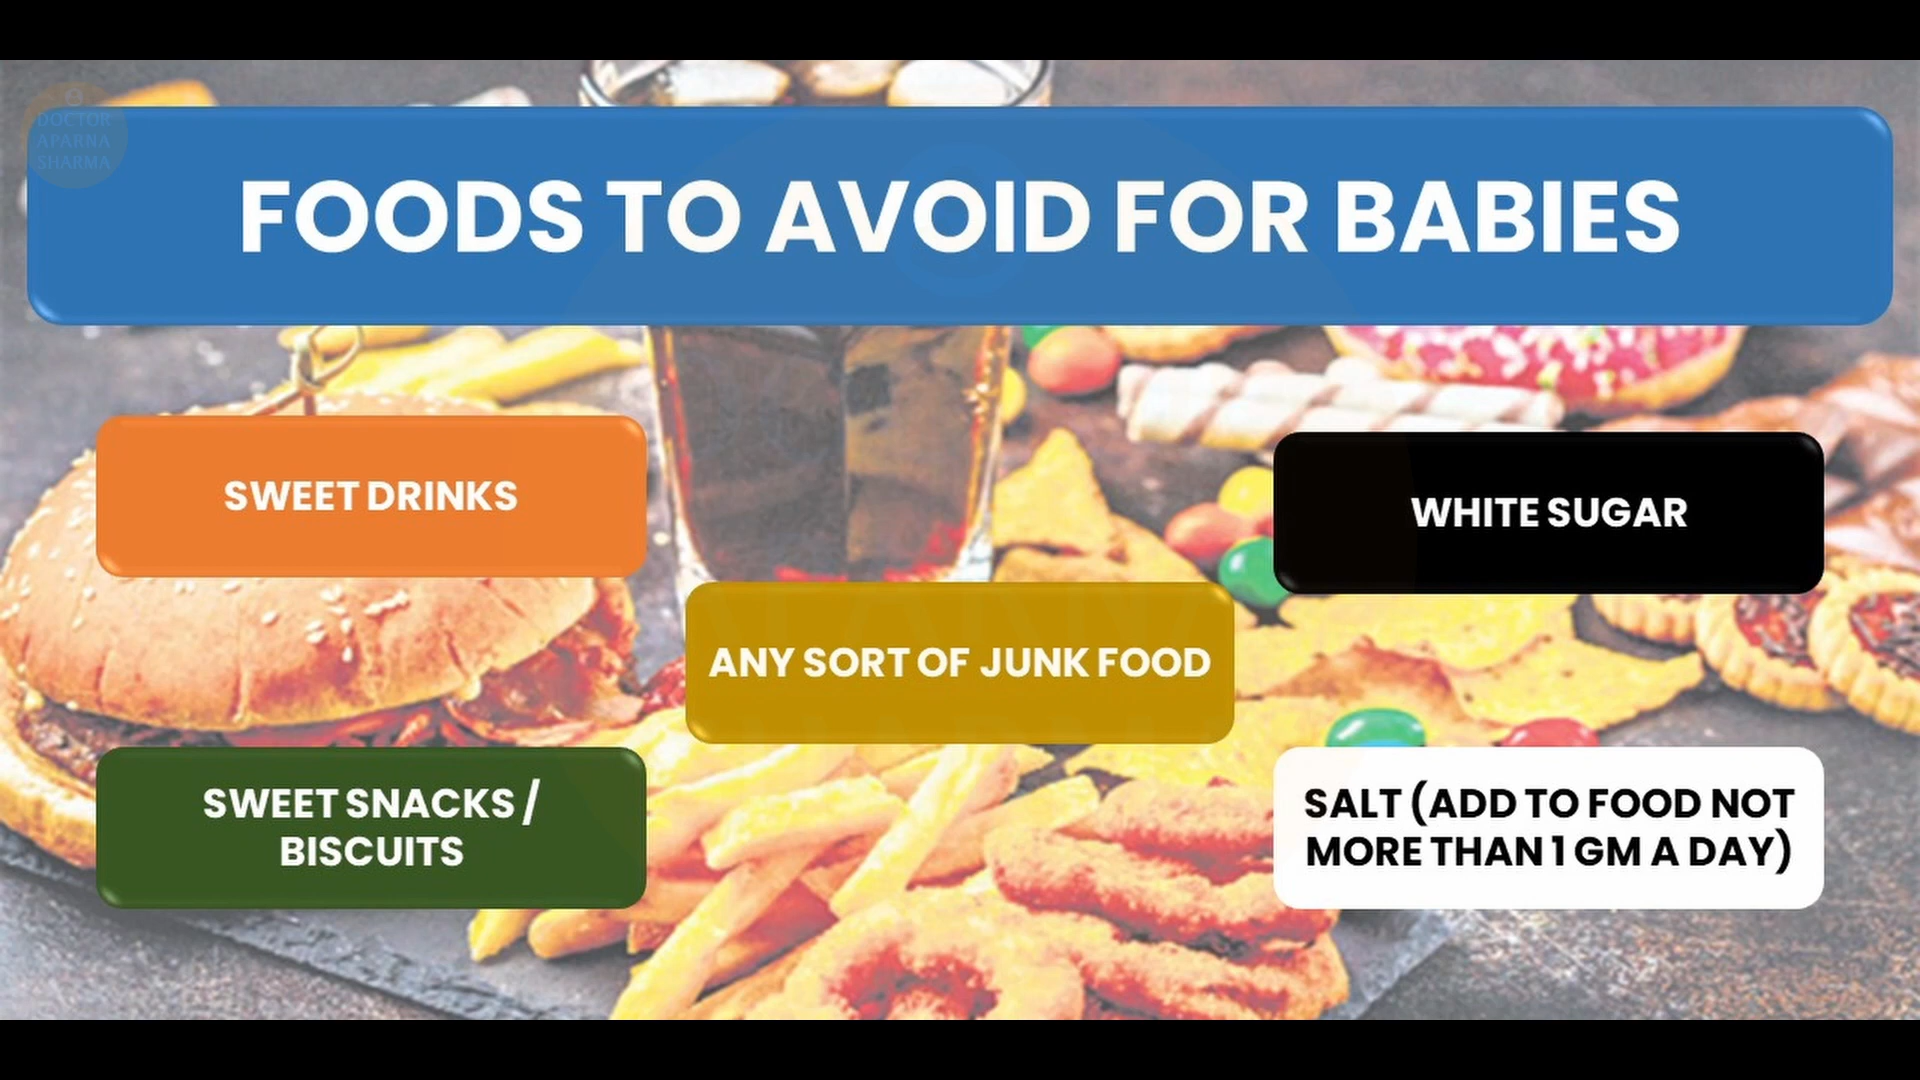 DOCTOR
APARNA
SHARMA
FOODS TO AVOID FOR BABIES
SWEET DRINKS
WHITE SUGAR
ANY SORT OF JUNK FOOD
SWEET SNACKS /
BISCUITS
SALT (ADD TO FOOD NOT
MORE THAN 1 GM A DAY)